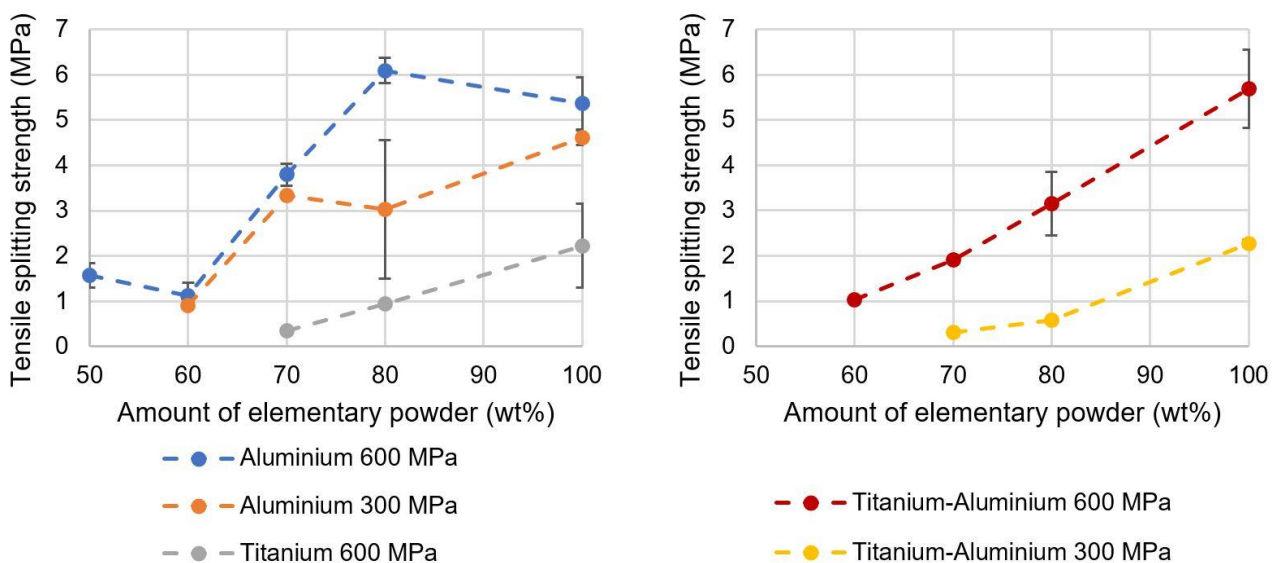 Tensile splitting strength (MPa)
7
6
5
4
3
2
1
0
50 60 70 80 90 100
Amount of elementary powder (wt%)
Aluminium 600 MPa
Aluminium 300 MPa
Titanium 600 MPa
Tensile splitting strength (MPa)
7
6
5
4
3
2
1
0
50 60 70 80 90 100
Amount of elementary powder (wt%)
Titanium-Aluminium 600 MPa
Titanium-Aluminium 300 MPa